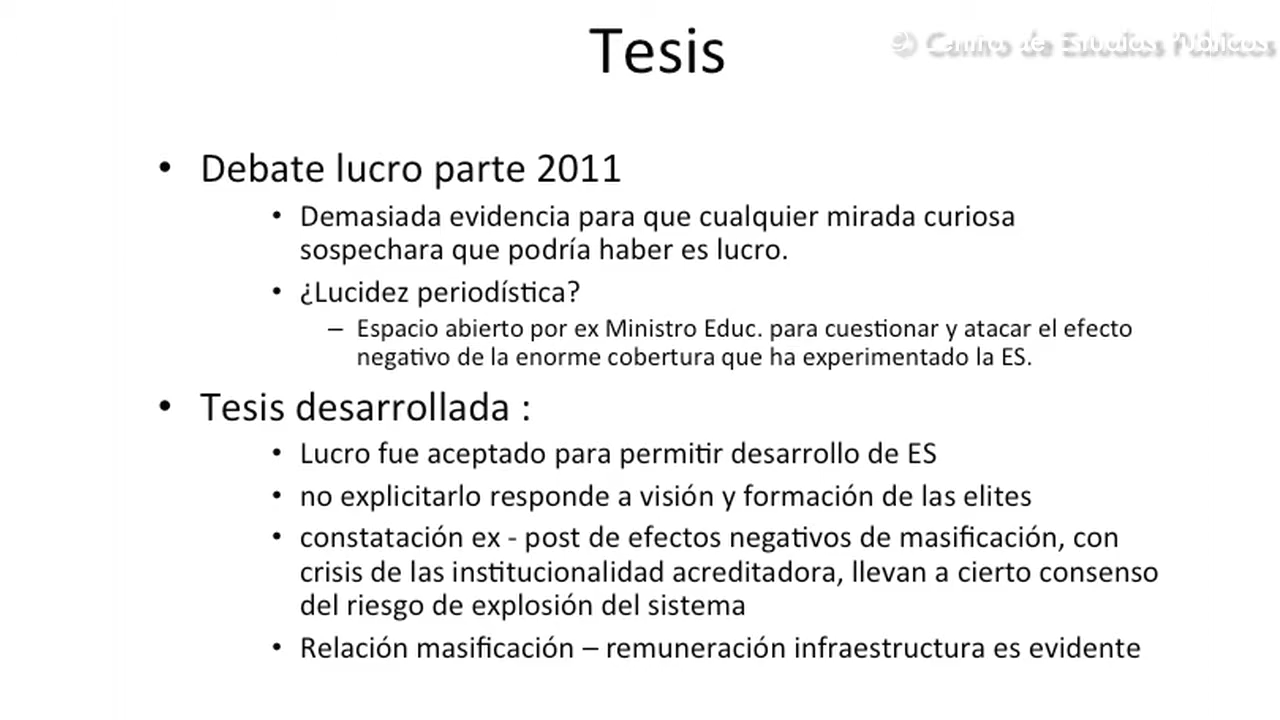 Tesis
© Centro de Estudios Públicos
• Debate lucro parte 2011
• Demasiada evidencia para que cualquier mirada curiosa
sospechara que podría haber es lucro.
• ¿Lucidez periodística?
– Espacio abierto por ex Ministro Educ. para cuestionar y atacar el efecto
negativo de la enorme cobertura que ha experimentado la ES.
• Tesis desarrollada :
• Lucro fue aceptado para permitir desarrollo de ES
• no explicitarlo responde a visión y formación de las elites
• constatación ex - post de efectos negativos de masificación, con
crisis de las institucionalidad acreditadora, llevan a cierto consenso
del riesgo de explosión del sistema
• Relación masificación – remuneración infraestructura es evidente